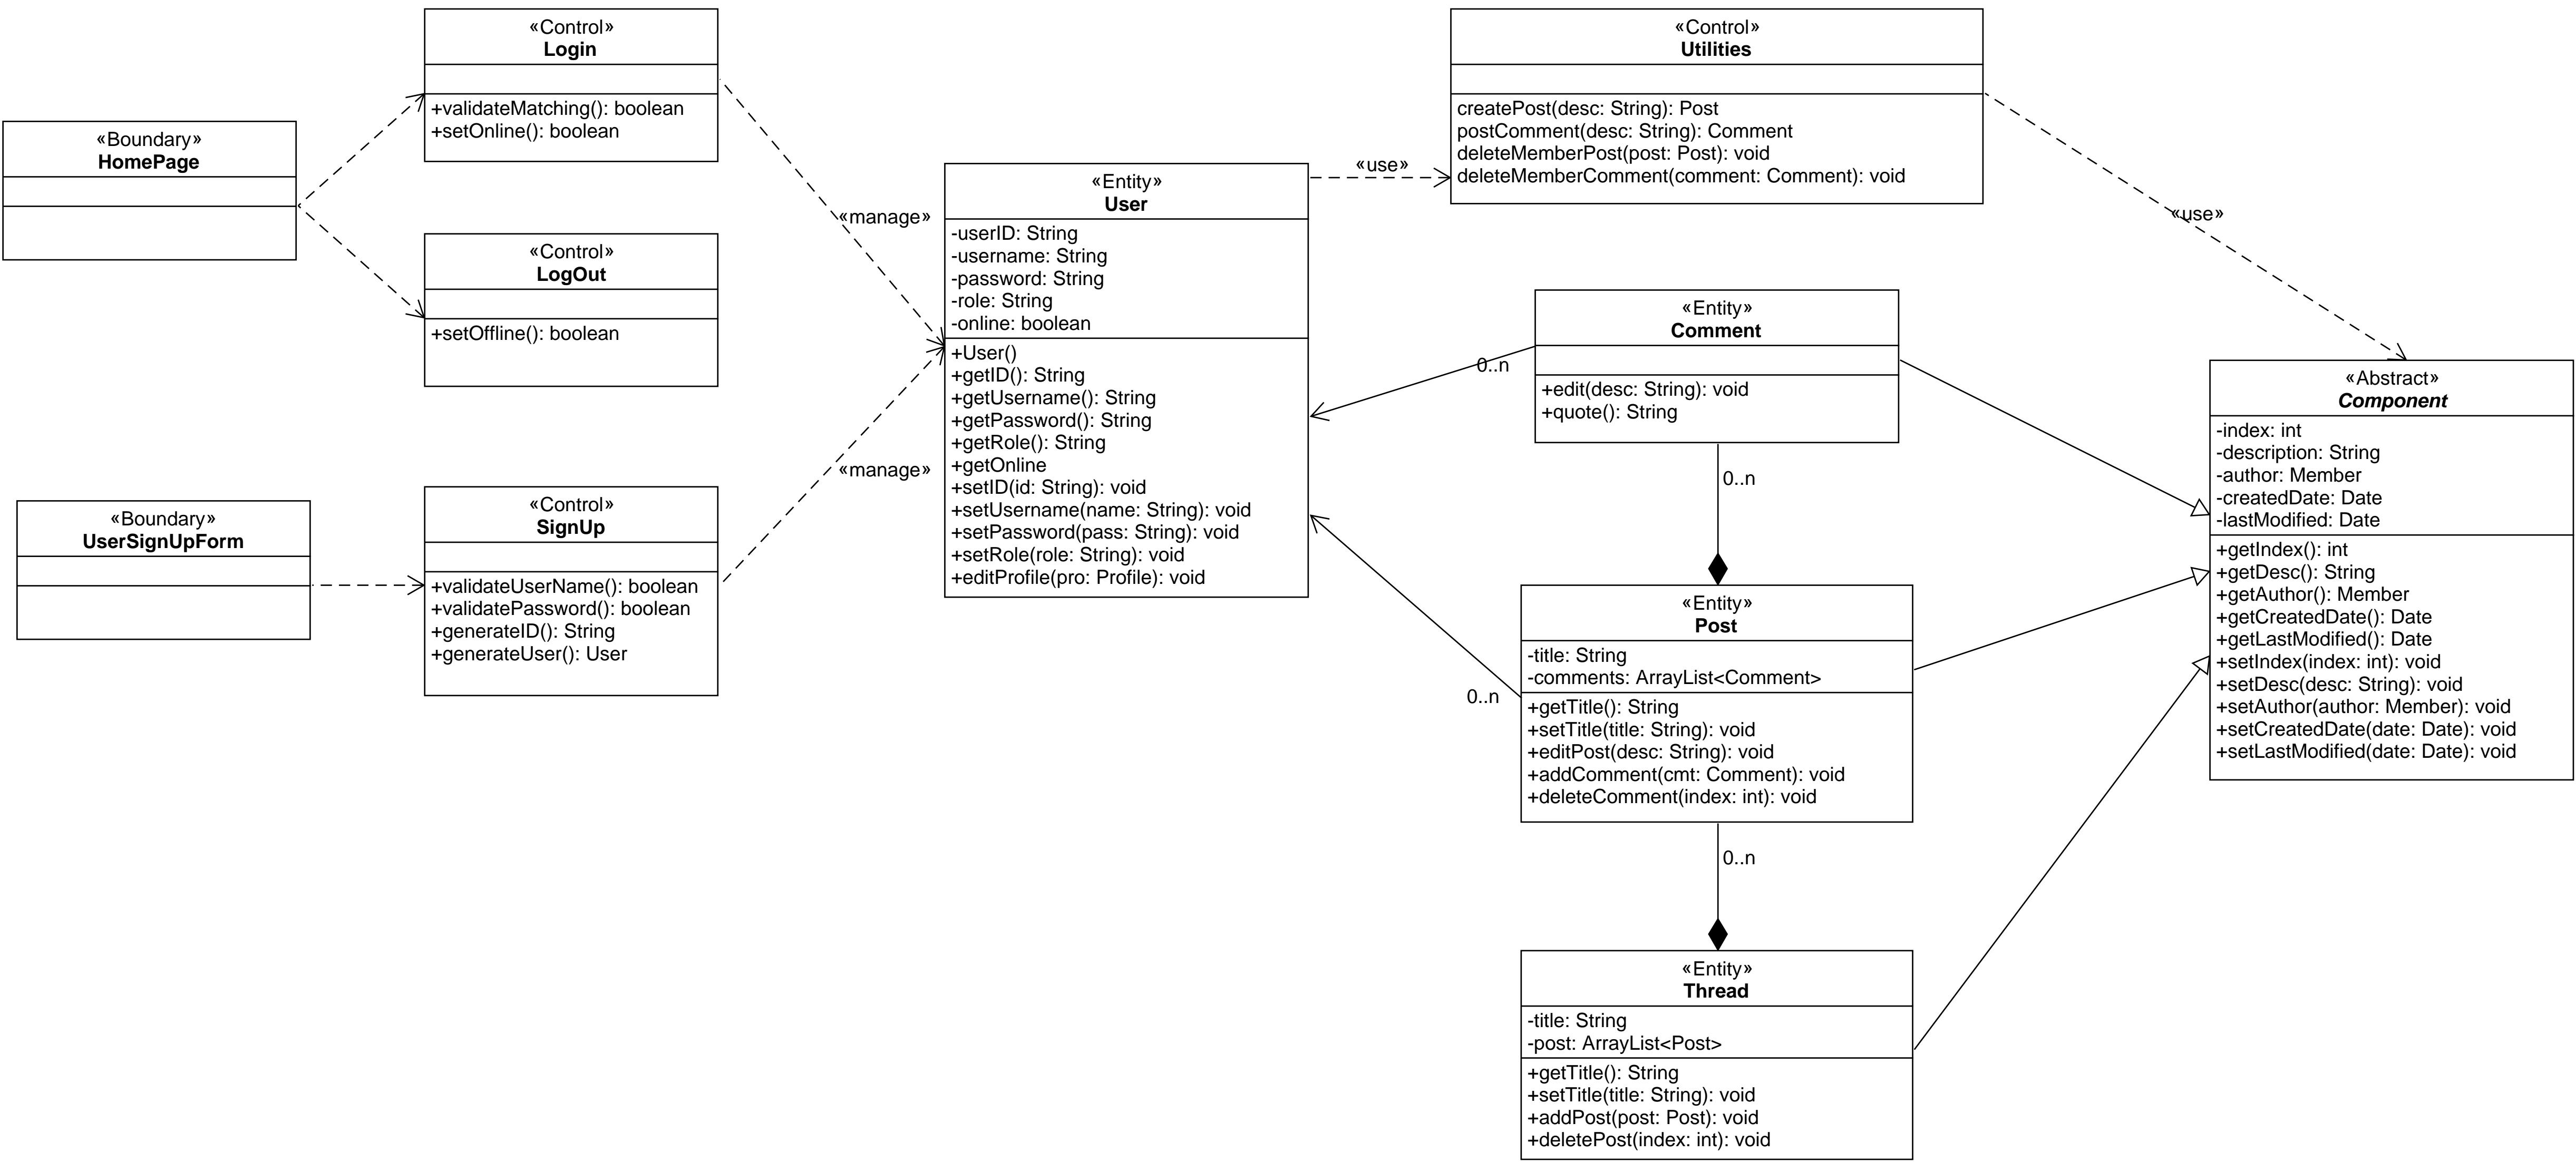 «Boundary»
HomePage
«Control»
Login
+validateMatching(): boolean
+setOnline(): boolean
«Control»
LogOut
+setOffline(): boolean
«Boundary»
UserSignUpForm
«Control»
SignUp
+validateUserName(): boolean
+validatePassword(): boolean
+generateID(): String
+generateUser(): User
«manage»
«manage»
«Entity»
User
-userID: String
-username: String
-password: String
-role: String
-online: boolean
+User()
+getID(): String
+getUsername(): String
+getPassword(): String
+getRole(): String
+getOnline
+setID(id: String): void
+setUsername(name: String): void
+setPassword(pass: String): void
+setRole(role: String): void
+editProfile(pro: Profile): void
«use»
«Control»
Utilities
createPost(desc: String): Post
postComment(desc: String): Comment
deleteMemberPost(post: Post): void
deleteMemberComment(comment: Comment): void
«use»
«Entity»
Comment
+edit(desc: String): void
+quote(): String
0..n
0..n
«Entity»
Post
-title: String
-comments: ArrayList<Comment>
+getTitle(): String
+setTitle(title: String): void
+editPost(desc: String): void
+addComment(cmt: Comment): void
+deleteComment(index: int): void
0..n
0..n
«Entity»
Thread
-title: String
-post: ArrayList<Post>
+getTitle(): String
+setTitle(title: String): void
+addPost(post: Post): void
+deletePost(index: int): void
«Abstract»
Component
-index: int
-description: String
-author: Member
-createdDate: Date
-lastModified: Date
+getIndex(): int
+getDesc(): String
+getAuthor(): Member
+getCreatedDate(): Date
+getLastModified(): Date
+setIndex(index: int): void
+setDesc(desc: String): void
+setAuthor(author: Member): void
+setCreatedDate(date: Date): void
+setLastModified(date: Date): void